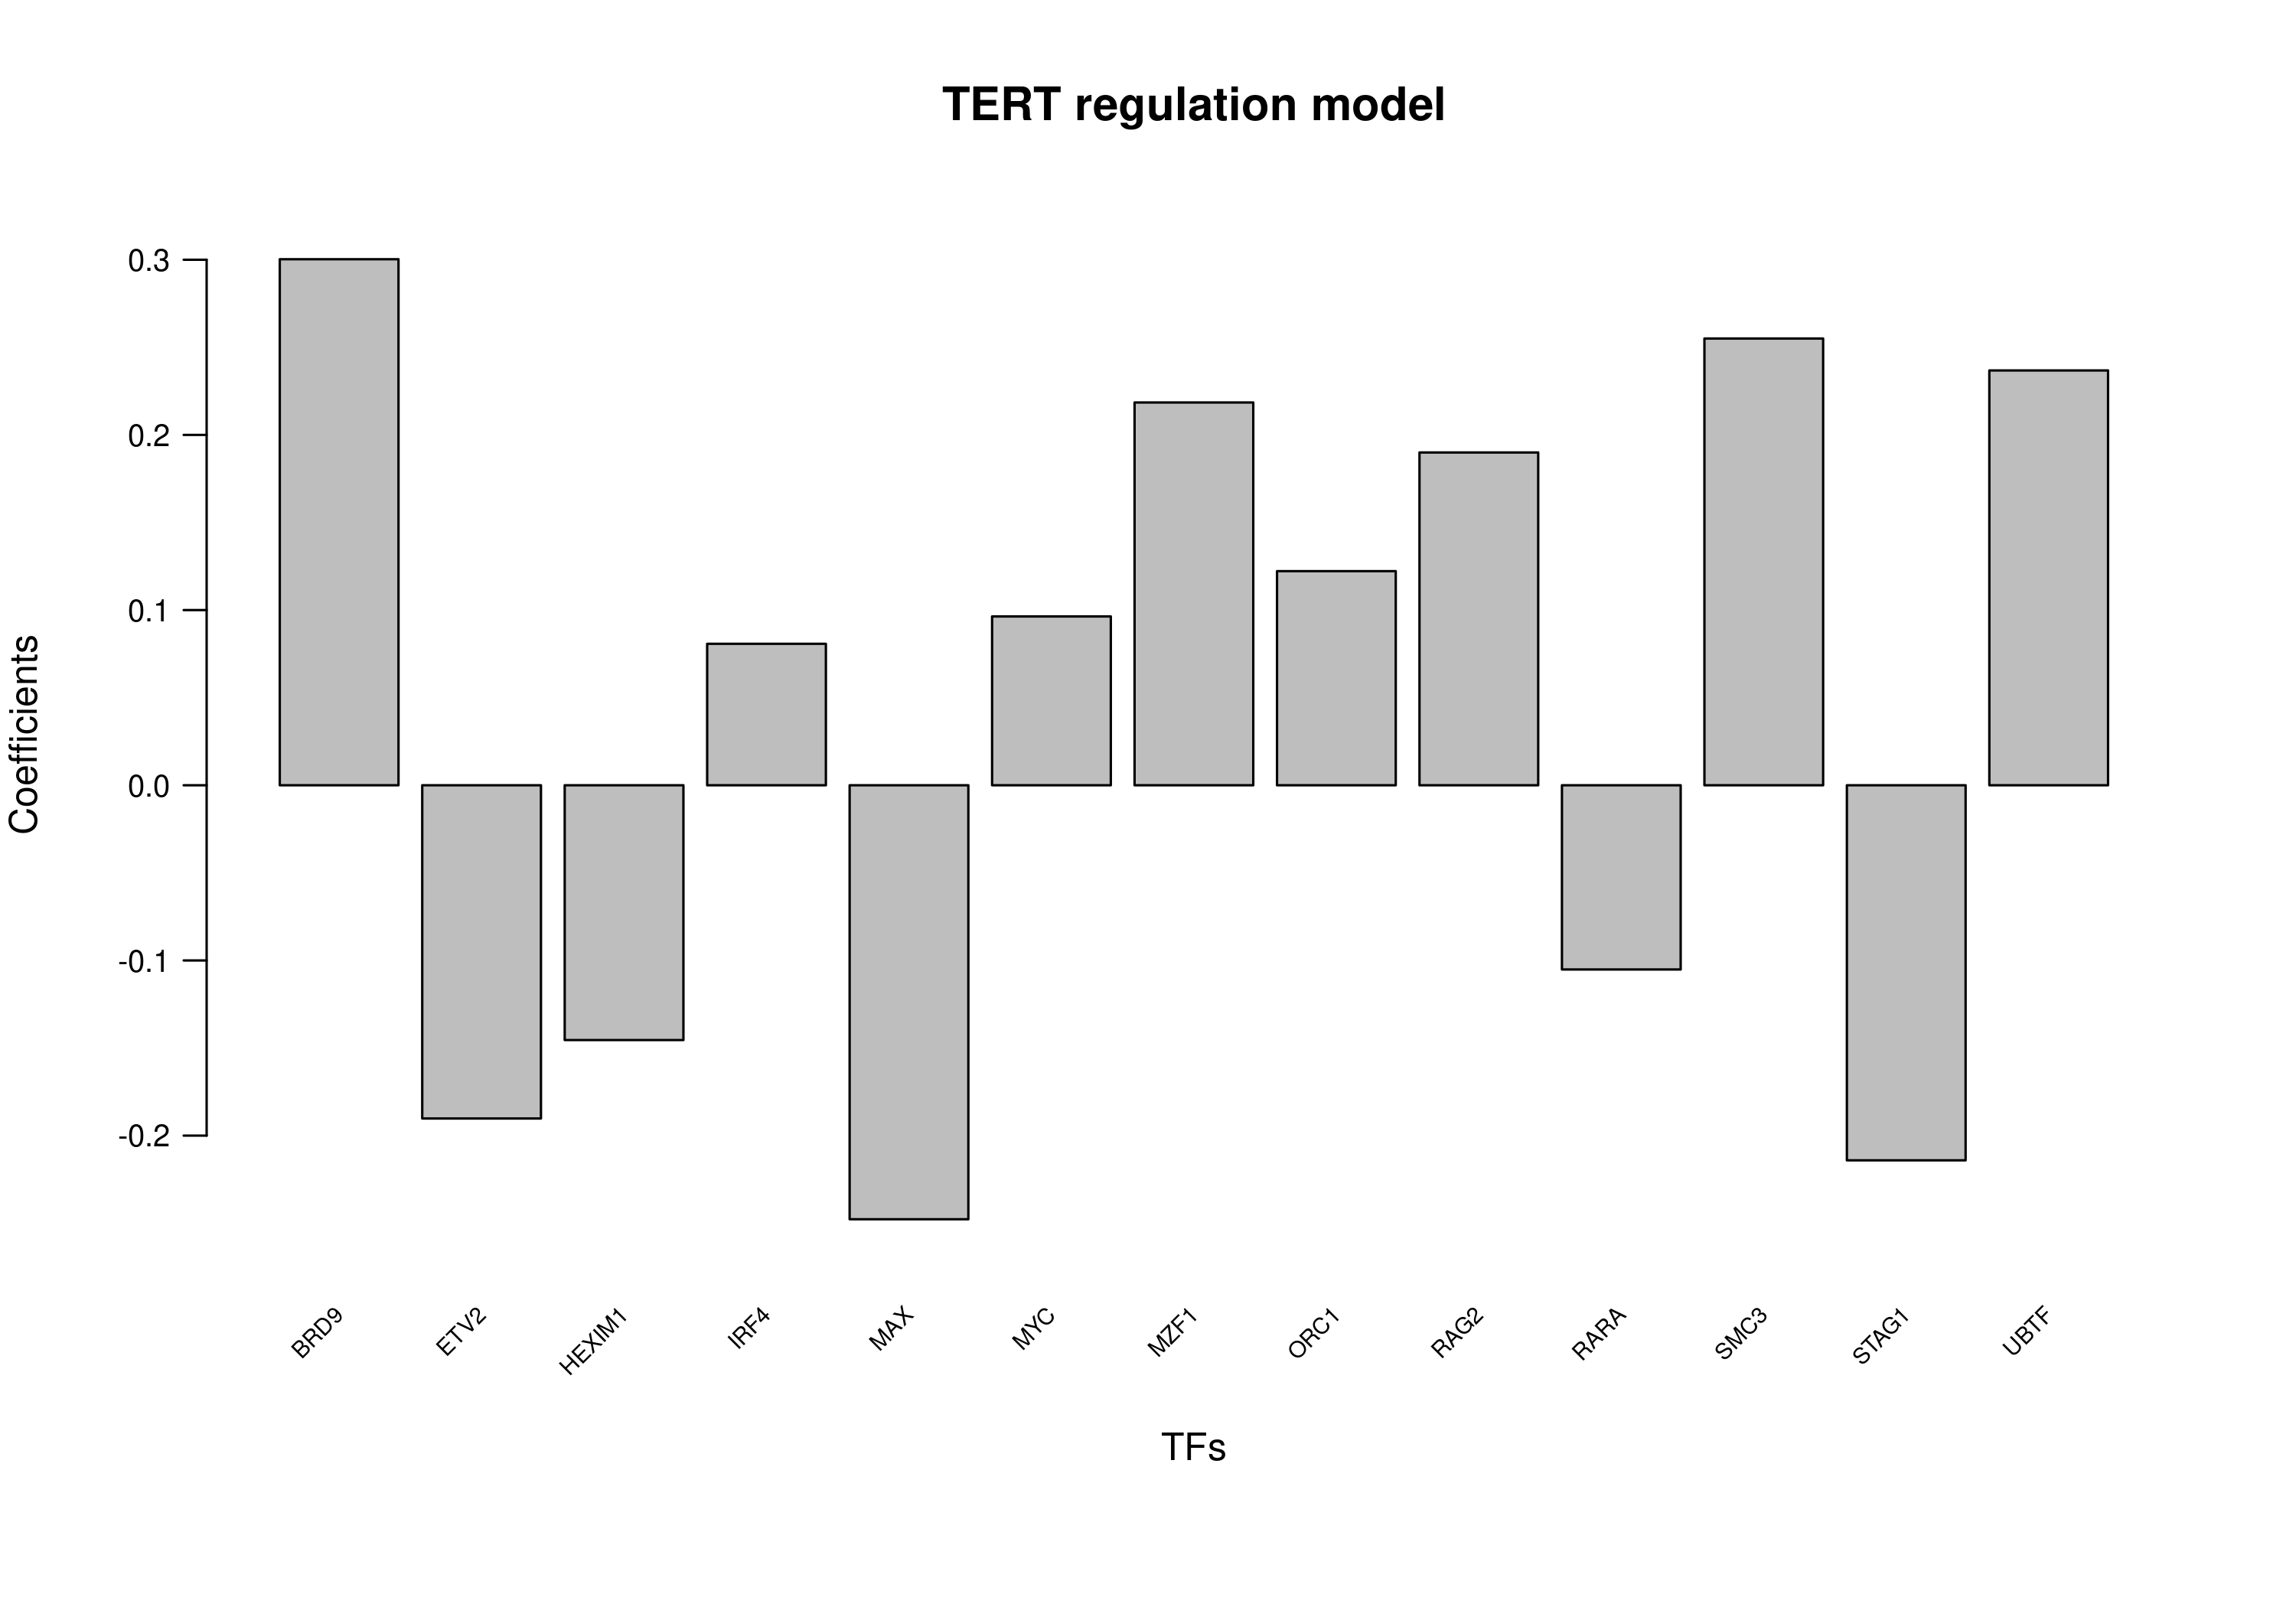 TERT regulation model
0.3
0.2
0.1
0.0
-0.1
-0.2
Coefficients
BRD9
ETV2
HEXIM1
IRF4
MAX
MYC
MZF1
ORC1
RAG2
RARA
SMC3
STAG1
UBTF
TFs